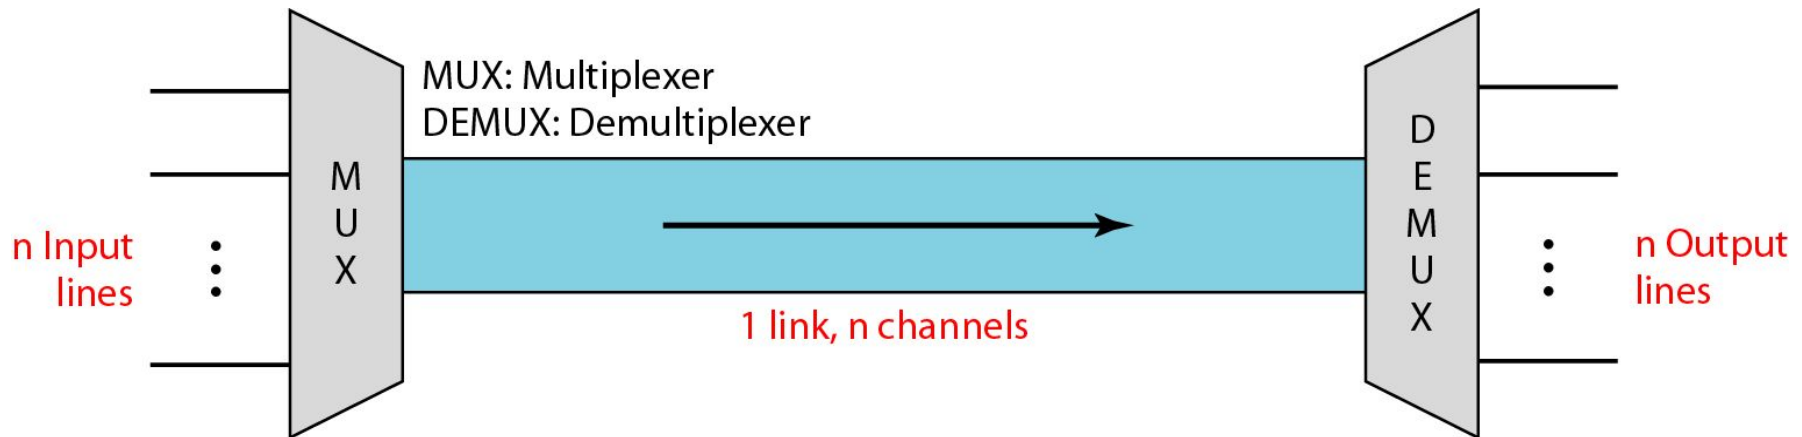 MUX: Multiplexer
DEMUX: Demultiplexer
M
U
X
D
E
M
U
X
n Input
lines
n Output
lines
1 link, n channels